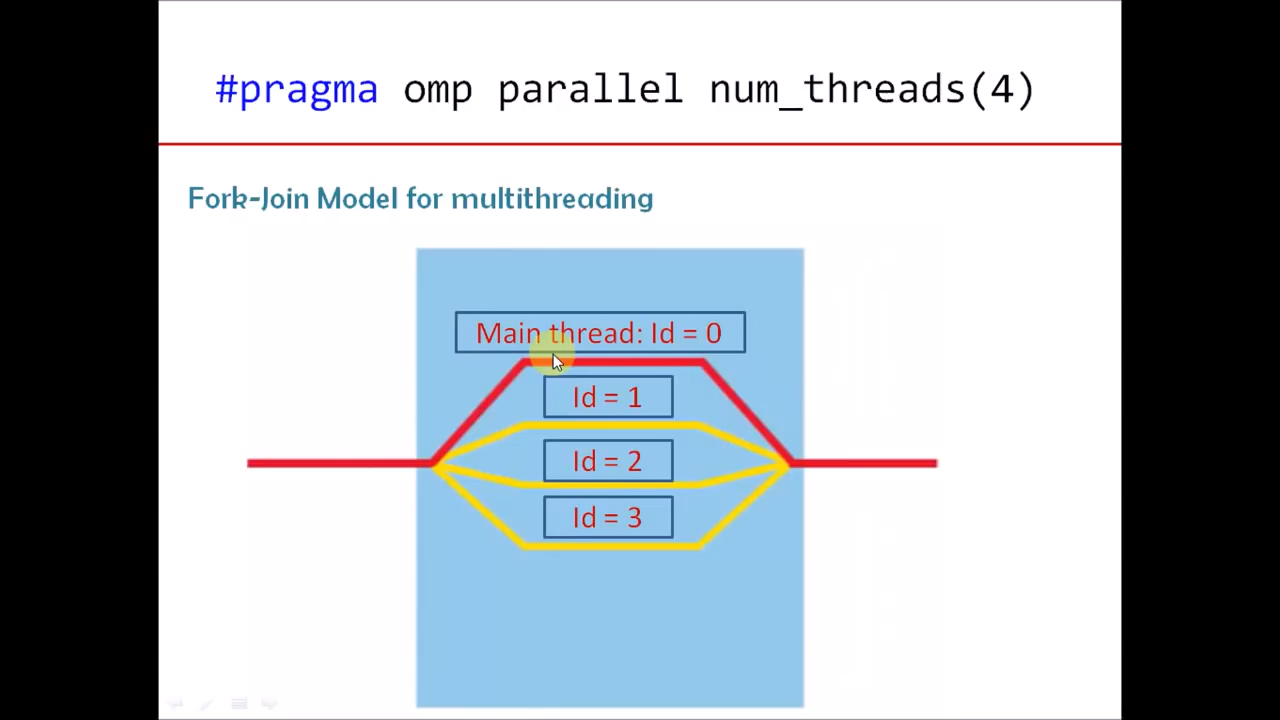 #pragma omp parallel num_threads(4)
Fork-Join Model for multithreading
Main thread: Id = 0
Id = 1
Id = 2
Id = 3